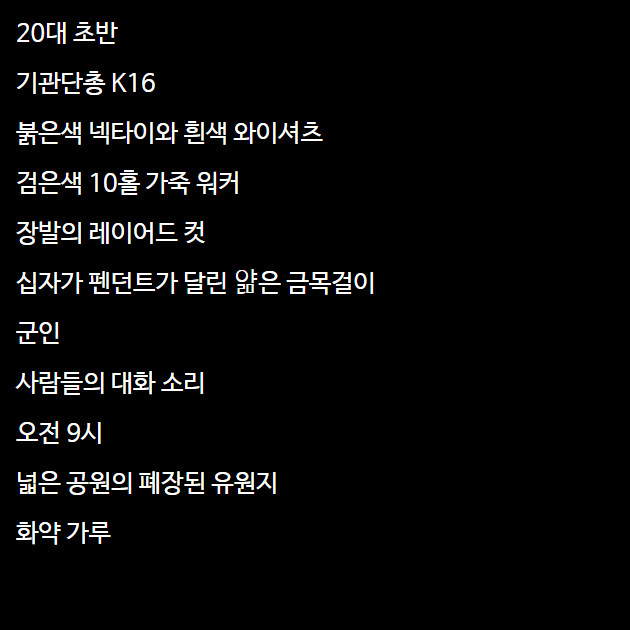 20대 초반
기관단총 K16
붉은색 넥타이와 흰색 와이셔츠
검은색 10홀 가죽 워커
장발의 레이어드 컷
십자가 펜던트가 달린 얇은 금목걸이
군인
사람들의 대화 소리
오전 9시
넓은 공원의 폐장된 유원지
화약 가루